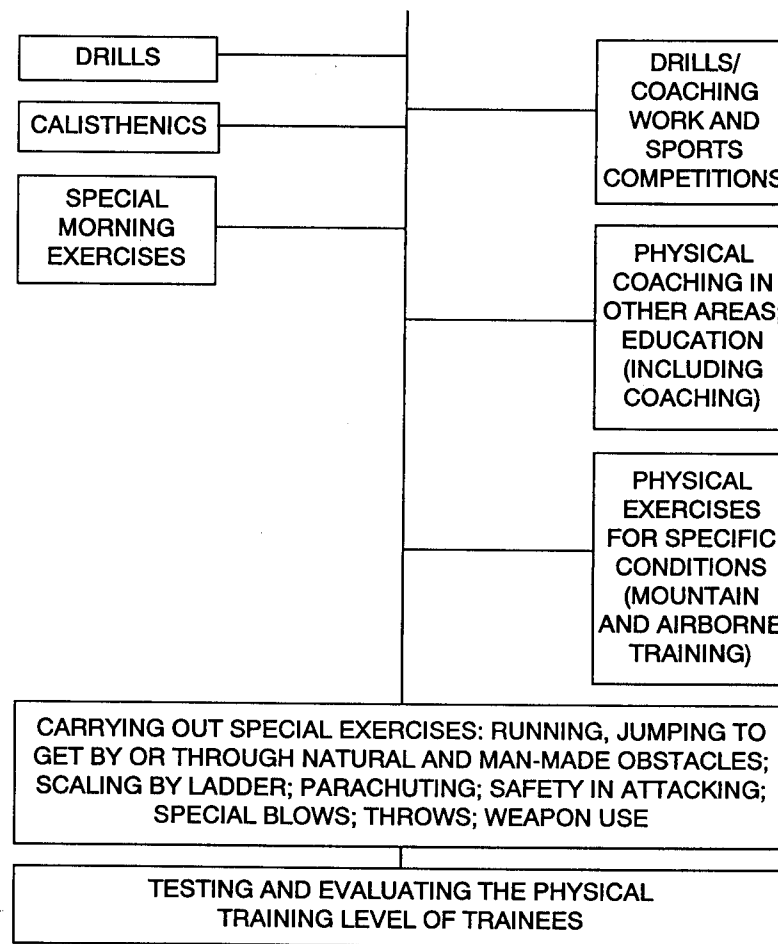 DRILLS
CALISTHENICS
SPECIAL
MORNING
EXERCISES
DRILLS/
COACHING
WORK AND
SPORTS
COMPETITIONS
PHYSICAL
COACHING IN
OTHER AREAS;
EDUCATION
(INCLUDING
COACHING)
PHYSICAL
EXERCISES
FOR SPECIFIC
CONDITIONS
(MOUNTAIN
AND AIRBORNE
TRAINING)
CARRYING OUT SPECIAL EXERCISES: RUNNING, JUMPING TO
GET BY OR THROUGH NATURAL AND MAN-MADE OBSTACLES;
SCALING BY LADDER; PARACHUTING; SAFETY IN ATTACKING;
SPECIAL BLOWS; THROWS; WEAPON USE
TESTING AND EVALUATING THE PHYSICAL
TRAINING LEVEL OF TRAINEES